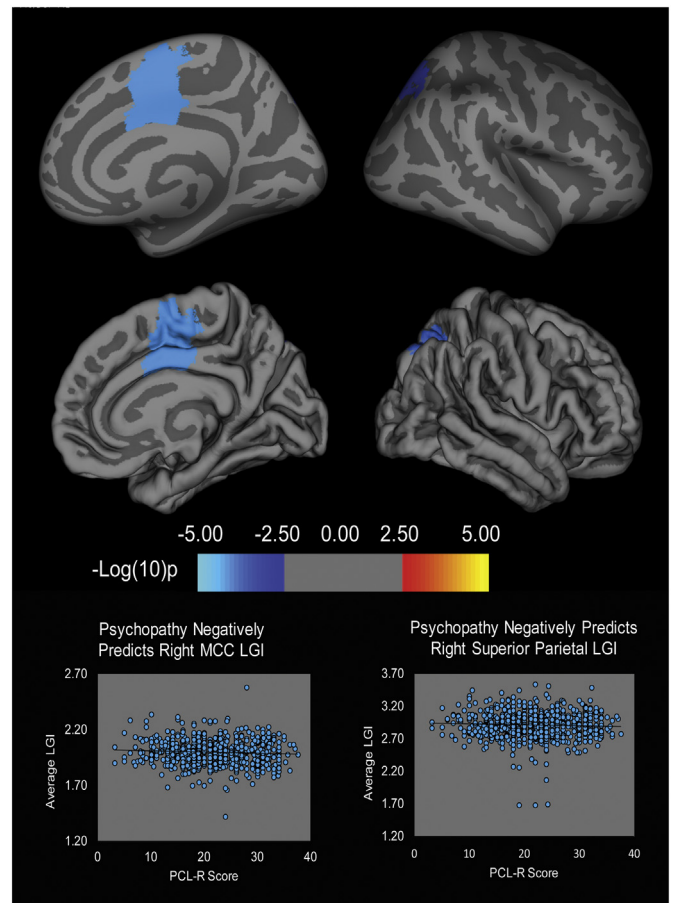 -5.00 -2.50 0.00 2.50 5.00
-Log(10)p
Psychopathy Negatively
Predicts Right MCC LGI
2.70
2.20
1.70
1.20
Average LGI
0 10 20 30 40
PCL-R Score
Psychopathy Negatively Predicts
Right Superior Parietal LGI
3.70
3.20
2.70
2.20
1.70
1.20
Average LGI
0 10 20 30 40
PCL-R Score